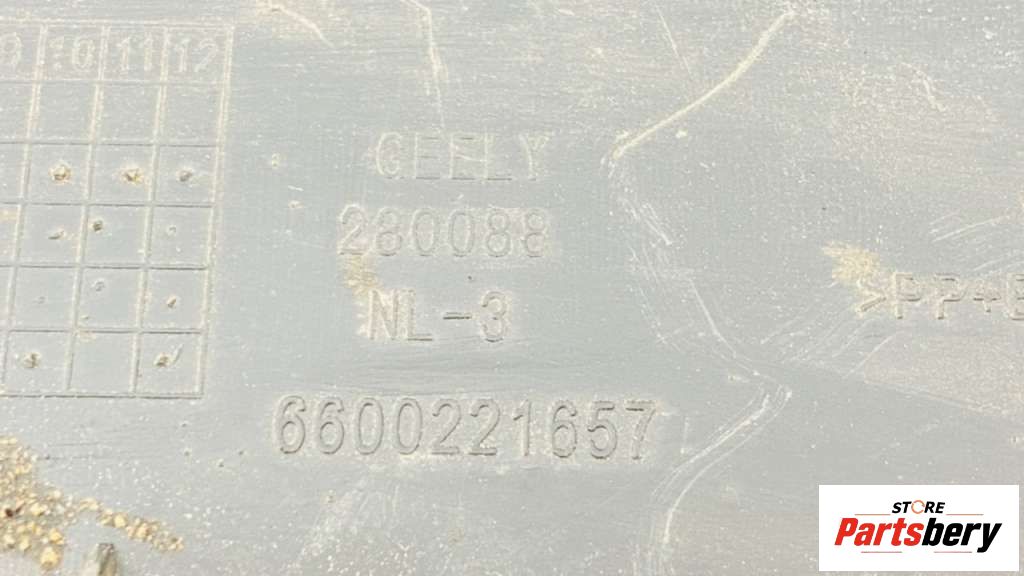 10 11 12
GEELY
280088
NL-3
>PP+E
6600221657
STORE
Partsbery